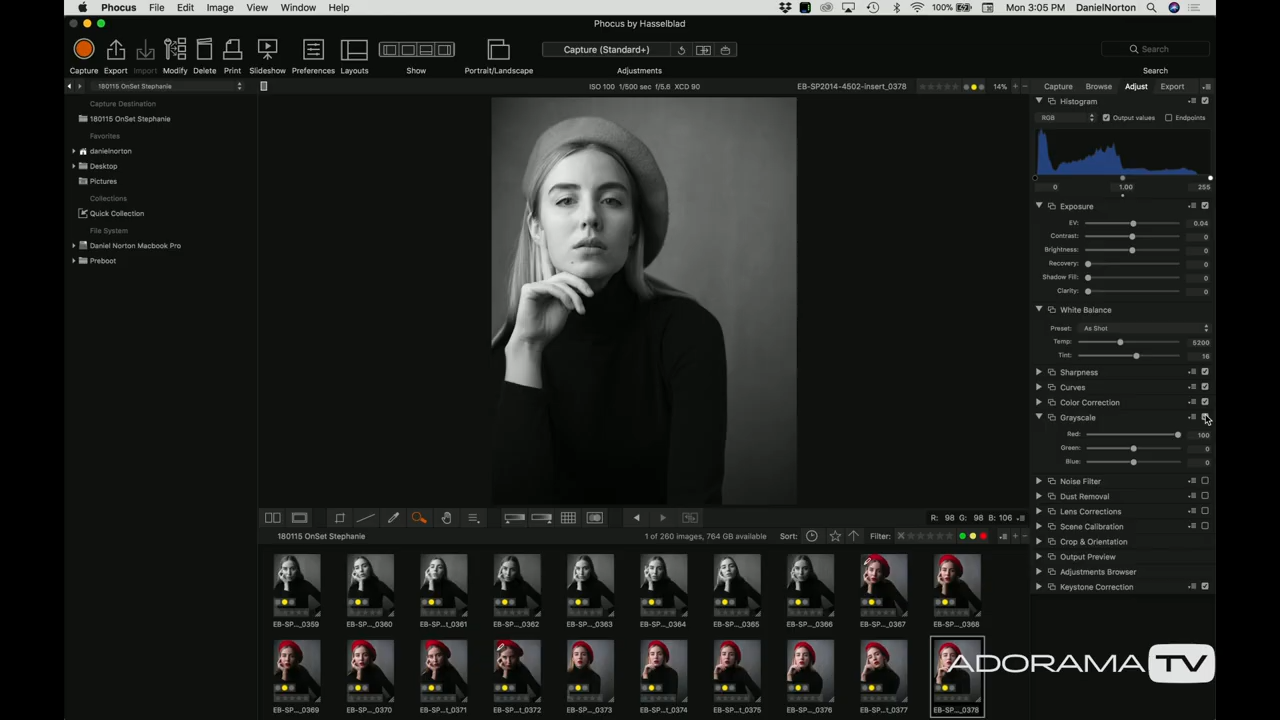 Phocus File Edit Image View Window Help 100% Mon 3:05 PM DanielNorton
Phocus by Hasselblad
Capture (Standard+) Search
Capture Export Import Modify Delete Print Slideshow Preferences Layouts Show Portrait/Landscape Adjustments Search
180115 OnSet Stephanie ISO 100 1/500 sec f/5.6 XCD 90 EB-SP2014-4502-insert_0378 14% + − Capture Browse Adjust Export
Capture Destination
180115 OnSet Stephanie
Favorites
danielnorton
Desktop
Pictures
Collections
Quick Collection
File System
Daniel Norton Macbook Pro
Preboot
Histogram
RGB Output values Endpoints
0 1.00 255
Exposure
EV: 0.04
Contrast: 0
Brightness: 0
Recovery: 0
Shadow Fill: 0
Clarity: 0
White Balance
Preset: As Shot
Temp: 5200
Tint: 16
Sharpness
Curves
Color Correction
Grayscale
Red: 100
Green: 0
Blue: 0
Noise Filter
Dust Removal
Lens Corrections
Scene Calibration
Crop & Orientation
Output Preview
Adjustments Browser
Keystone Correction
R: 98 G: 98 B: 106
180115 OnSet Stephanie 1 of 260 images, 764 GB available Sort: Filter: + −
EB-SP..._0359 EB-SP..._0360 EB-SP...t_0361 EB-SP..._0362 EB-SP..._0363 EB-SP..._0364 EB-SP..._0365 EB-SP..._0366 EB-SP..._0367 EB-SP..._0368
EB-SP..._0369 EB-SP..._0370 EB-SP...t_0371 EB-SP...t_0372 EB-SP..._0373 EB-SP...t_0374 EB-SP..._0375 EB-SP..._0376 EB-SP...t_0377 EB-SP..._0378
ADORAMA TV